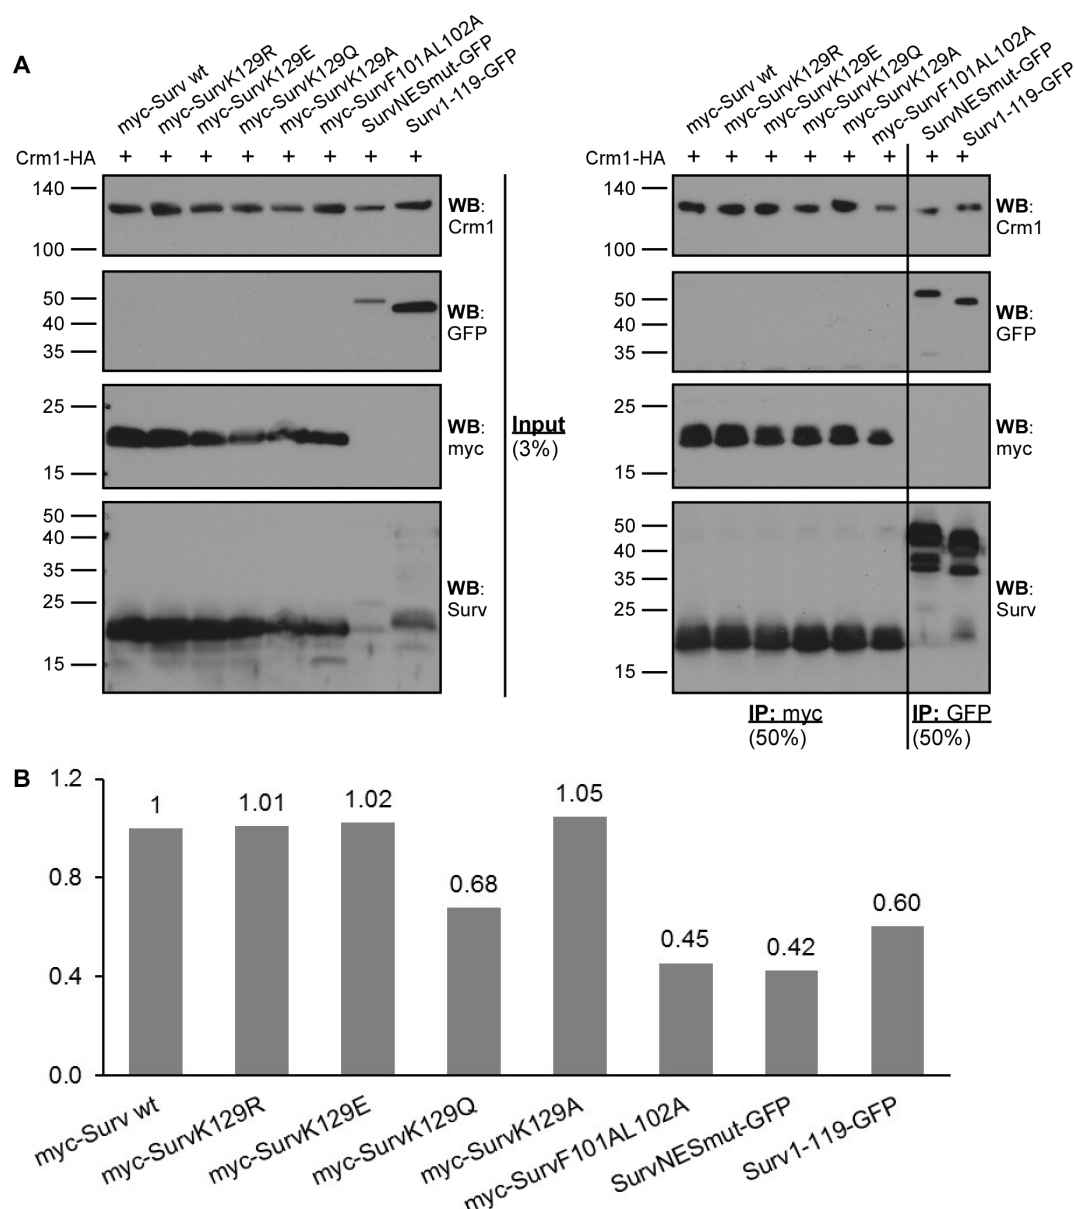 A
myc-Surv wt
myc-SurvK129R
myc-SurvK129E
myc-SurvK129Q
myc-SurvK129A
myc-SurvF101AL102A
SurvNESmut-GFP
Surv1-119-GFP
Crm1-HA + + + + + + + +
140
100
WB:
Crm1
50
40
35
WB:
GFP
25
15
WB:
myc
50
40
35
25
15
WB:
Surv
Input
(3%)
myc-Surv wt
myc-SurvK129R
myc-SurvK129E
myc-SurvK129Q
myc-SurvK129A
myc-SurvF101AL102A
SurvNESmut-GFP
Surv1-119-GFP
Crm1-HA + + + + + + + +
140
100
WB:
Crm1
50
40
35
WB:
GFP
25
15
WB:
myc
50
40
35
25
15
WB:
Surv
IP: myc
(50%)
IP: GFP
(50%)
B
1.2
0.8
0.4
0.0
1
1.01
1.02
0.68
1.05
0.45
0.42
0.60
myc-Surv wt
myc-SurvK129R
myc-SurvK129E
myc-SurvK129Q
myc-SurvK129A
myc-SurvF101AL102A
SurvNESmut-GFP
Surv1-119-GFP